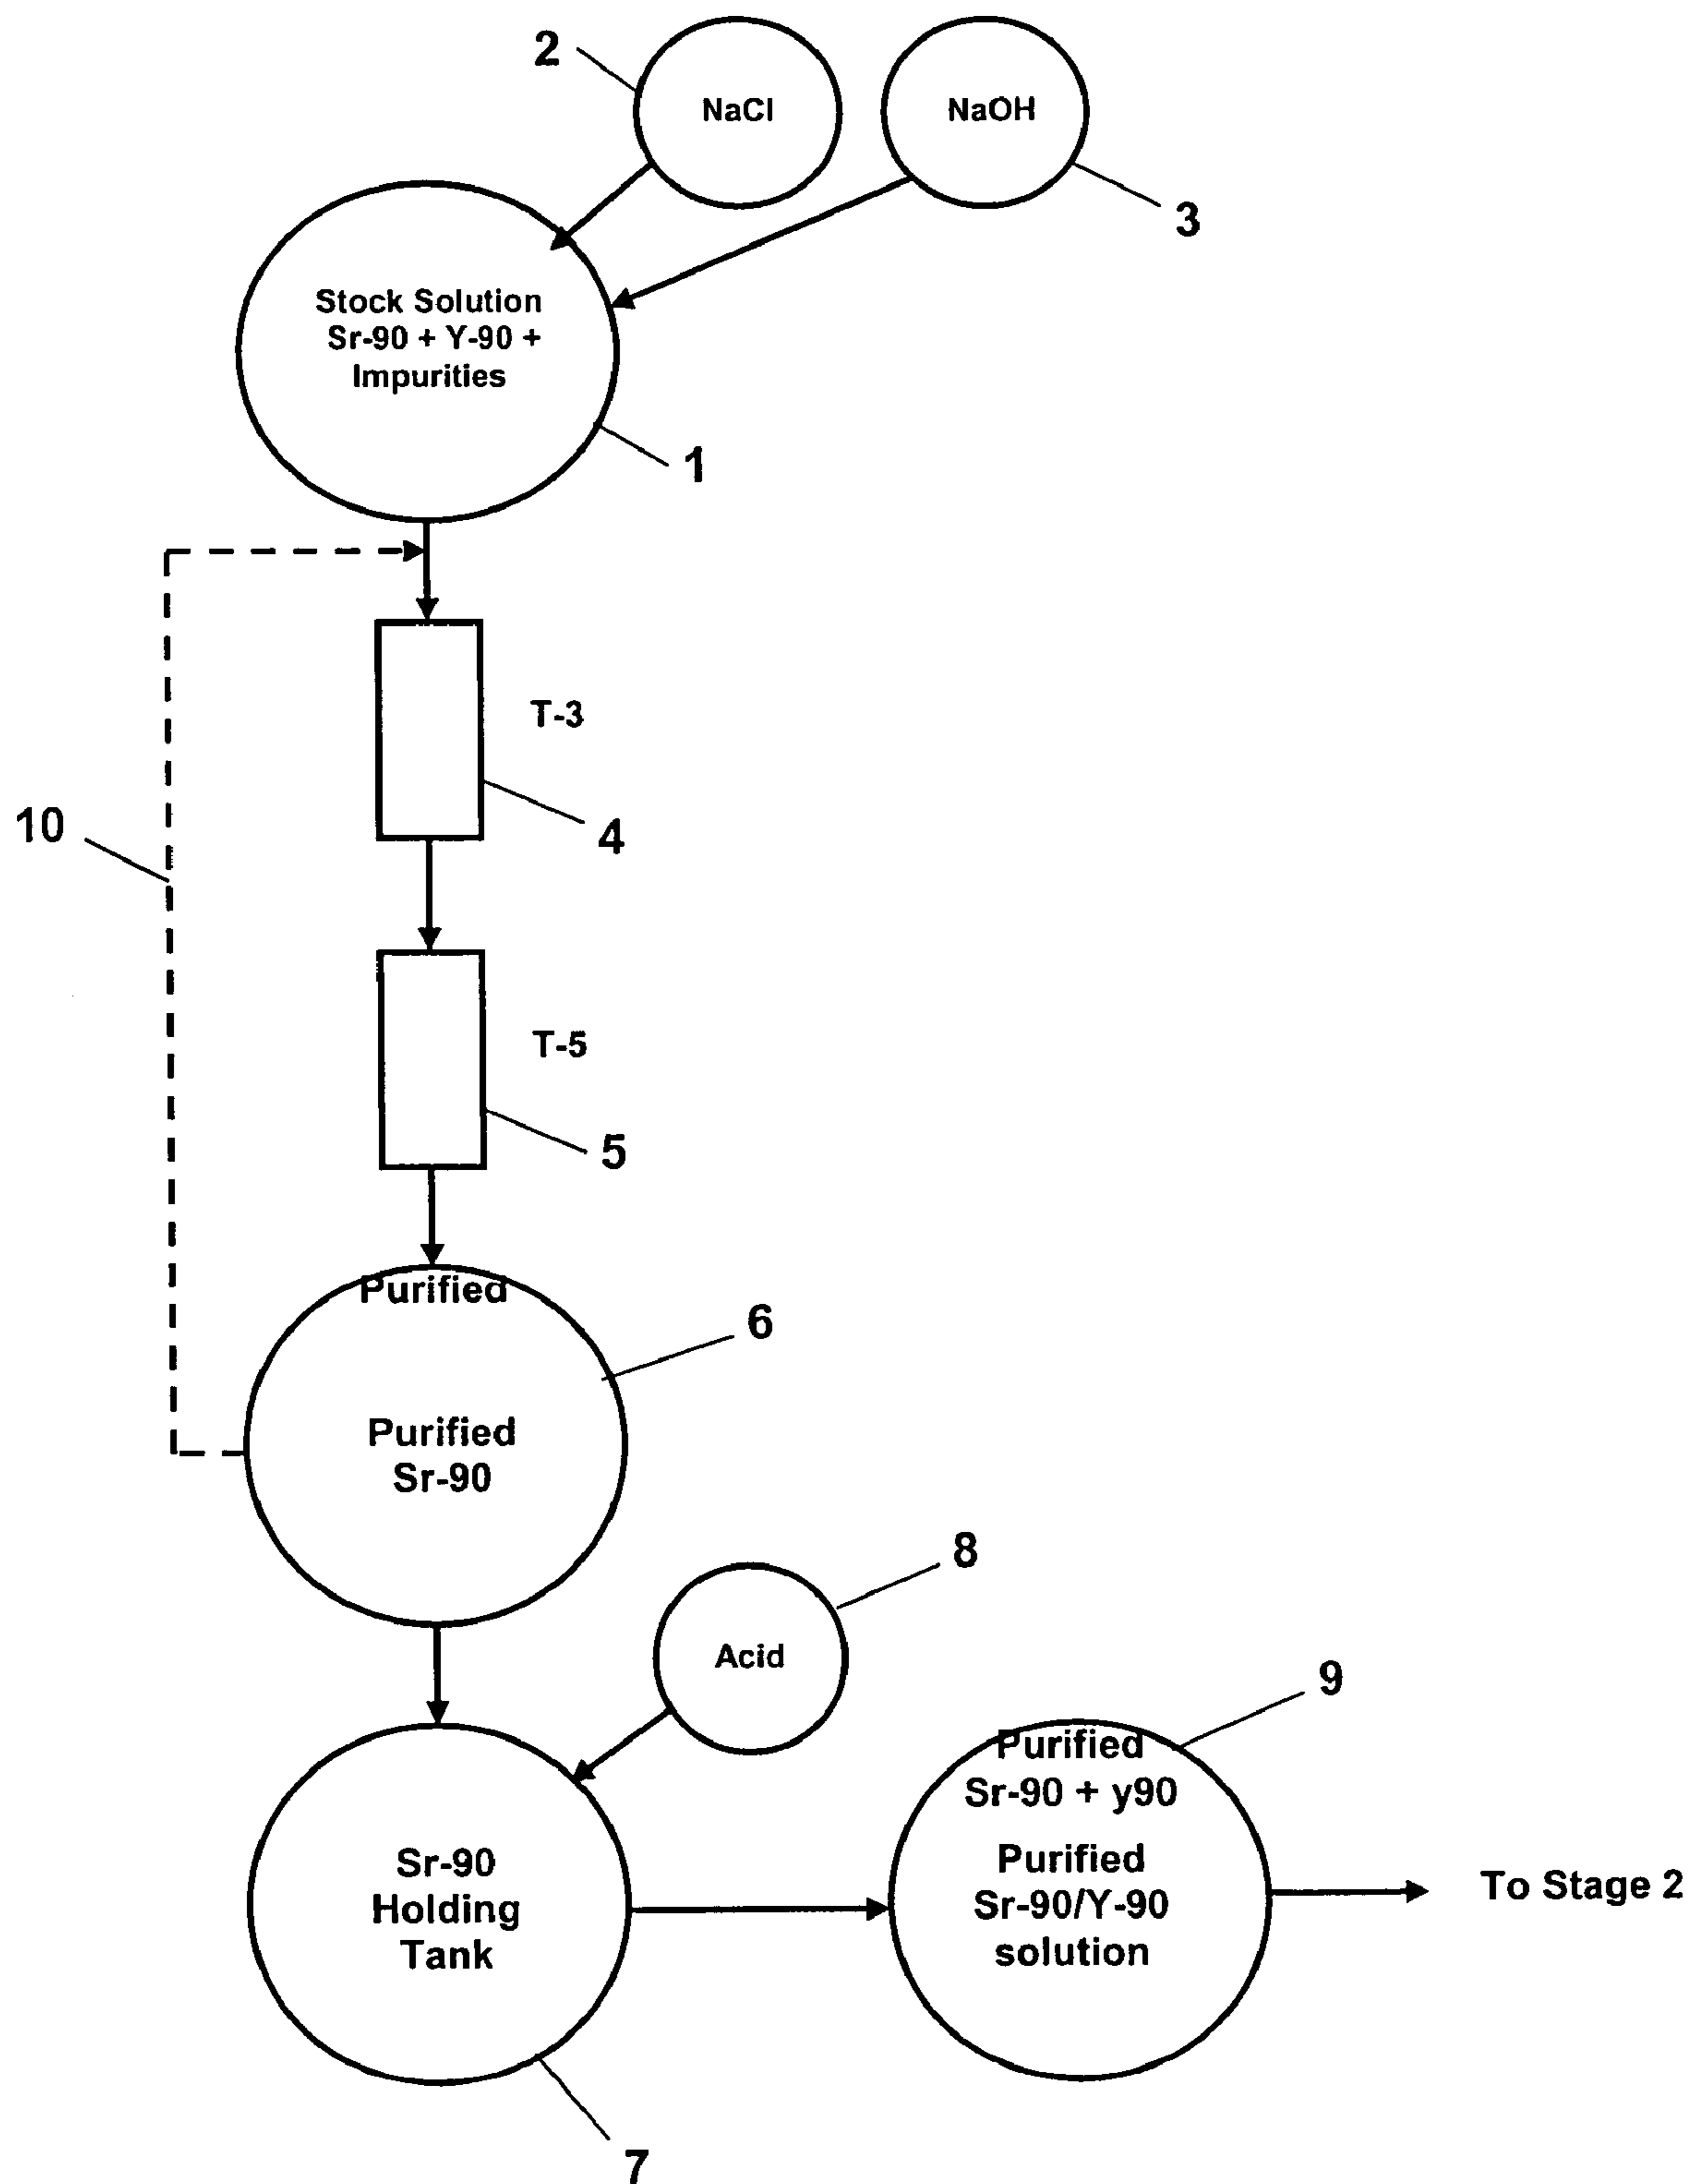 2
NaCl
NaOH
3
Stock Solution
Sr-90 + Y-90 +
Impurities
1
T-3
4
10
T-5
5
Purified
6
Purified
Sr-90
8
Acid
9
Purified
Sr-90 + y90
Sr-90
Holding
Tank
Purified
Sr-90/Y-90
solution
To Stage 2
7